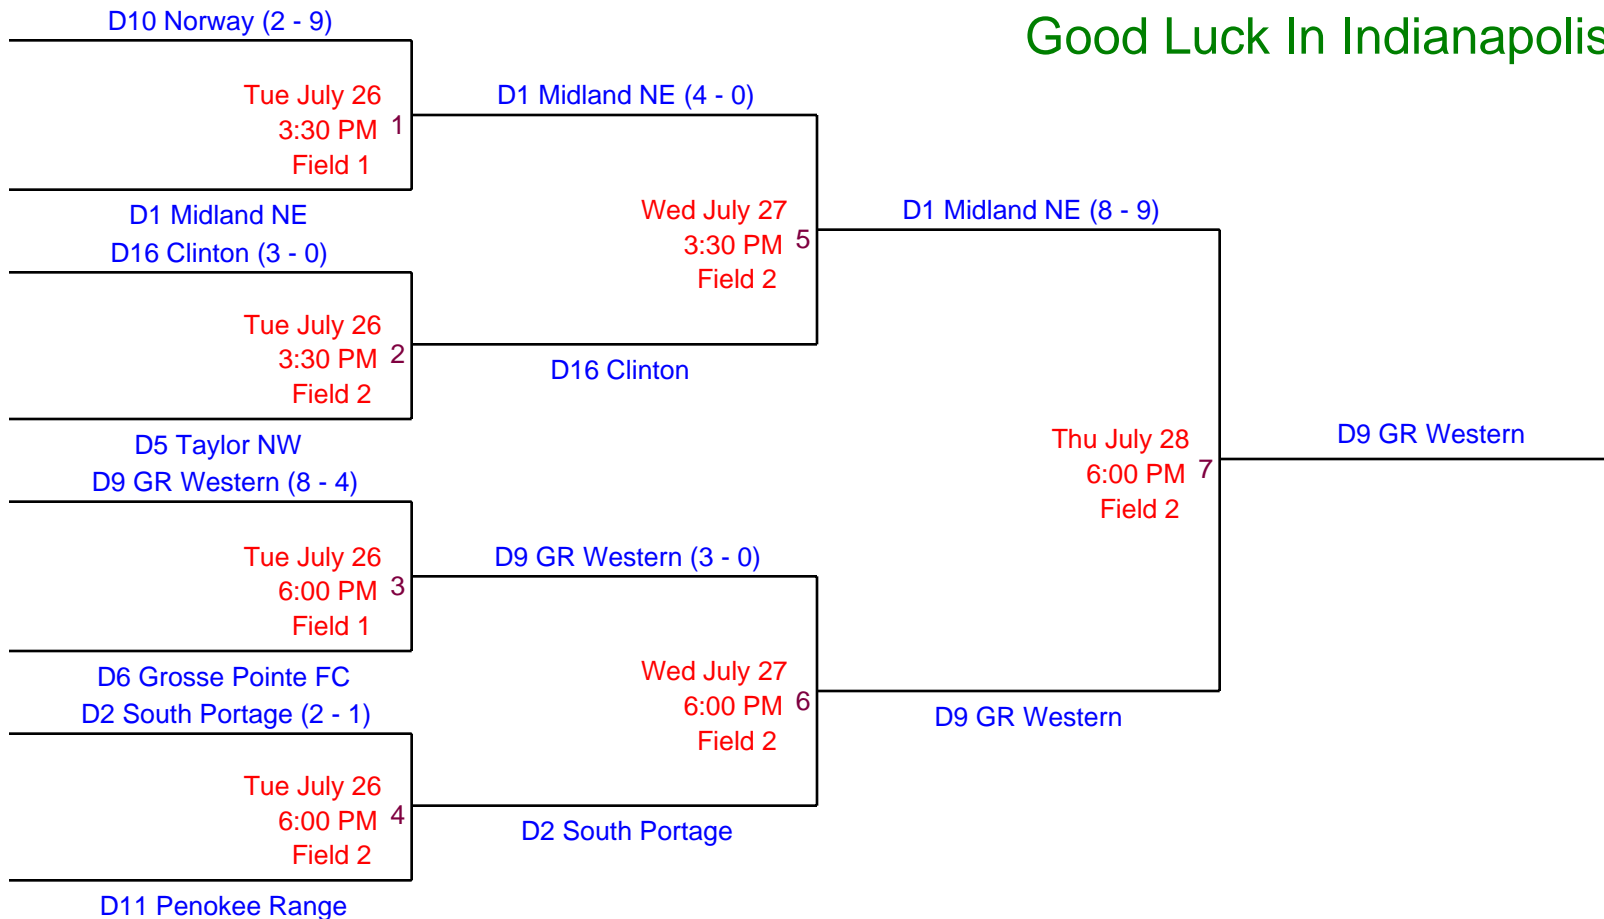 D10 Norway (2 - 9)
Good Luck In Indianapolis
Tue July 26
3:30 PM 1
Field 1
D1 Midland NE (4 - 0)
D1 Midland NE
D16 Clinton (3 - 0)
Wed July 27
3:30 PM 5
Field 2
D1 Midland NE (8 - 9)
Tue July 26
3:30 PM 2
Field 2
D16 Clinton
D5 Taylor NW
D9 GR Western (8 - 4)
Thu July 28
6:00 PM 7
Field 2
D9 GR Western
Tue July 26
6:00 PM 3
Field 1
D9 GR Western (3 - 0)
D6 Grosse Pointe FC
D2 South Portage (2 - 1)
Wed July 27
6:00 PM 6
Field 2
D9 GR Western
Tue July 26
6:00 PM 4
Field 2
D2 South Portage
D11 Penokee Range